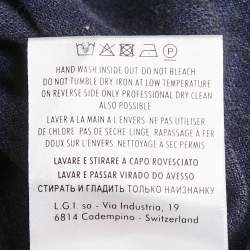 HAND WASH INSIDE OUT DO NOT BLEACH
DO NOT TUMBLE DRY IRON AT LOW TEMPERATURE
ON REVERSE SIDE ONLY PROFESSIONAL DRY CLEAN
ALSO POSSIBLE
LAVER A LA MAIN A L'ENVERS. NE PAS UTILISER
DE CHLORE. PAS DE SÈCHE LINGE. REPASSAGE A FER
DOUX SUR L'ENVERS. NETTOYAGE A SEC PERMIS
LAVARE E STIRARE A CAPO ROVESCIATO
LAVAR E PASSAR VIRADO DO AVESSO
СТИРАТЬ И ГЛАДИТЬ ТОЛЬКО НАИЗНАНКУ
L.G.I. sa - Via Industria, 19
6814 Cadempino - Switzerland